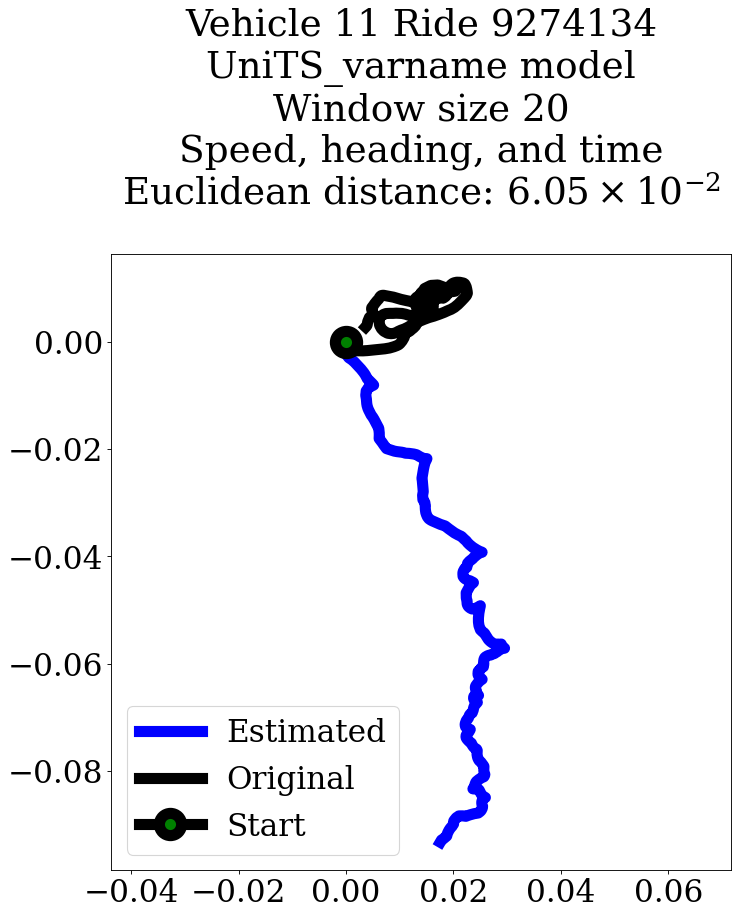 Vehicle 11 Ride 9274134
UniTS_varname model
Window size 20
Speed, heading, and time
Euclidean distance: 6.05 × 10⁻²
0.00
−0.02
−0.04
−0.06
−0.08
Estimated
Original
Start
−0.04 −0.02 0.00 0.02 0.04 0.06